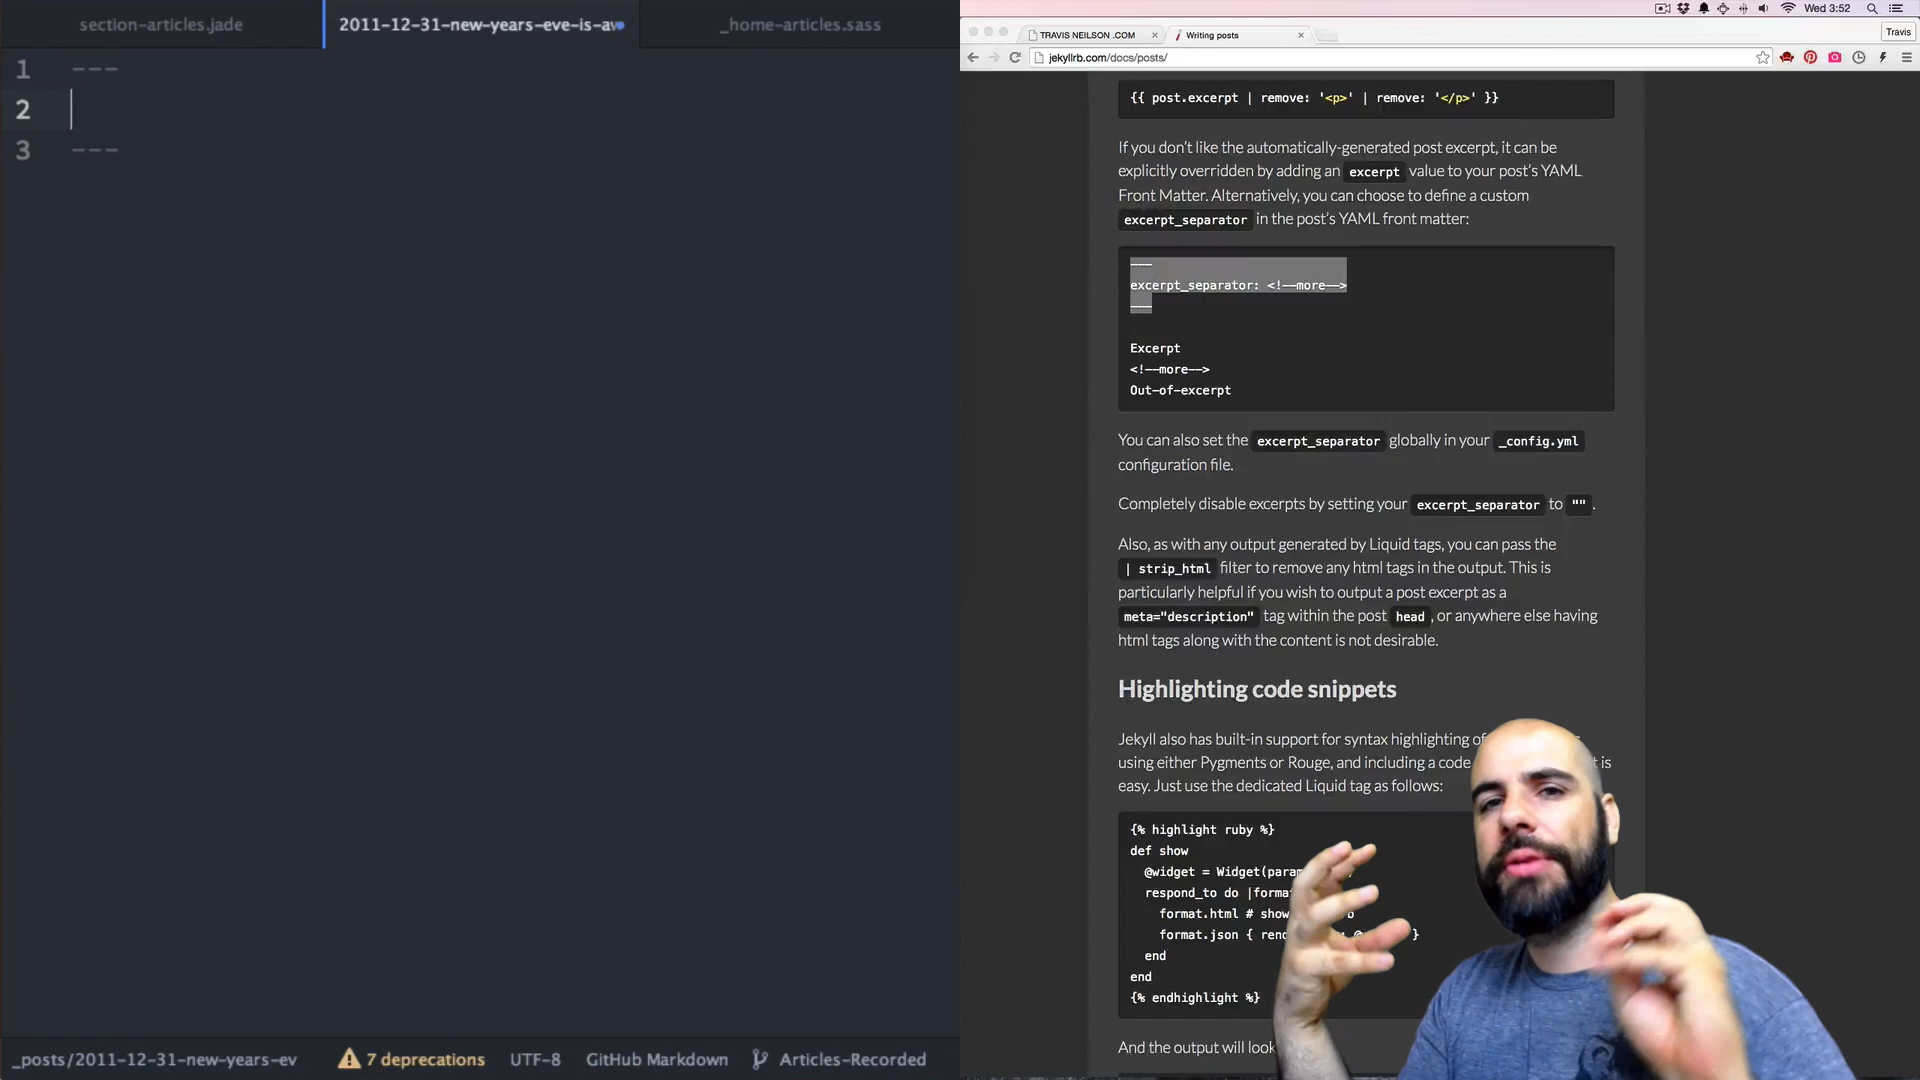 section-articles.jade
2011-12-31-new-years-eve-is-av
_home-articles.sass
1 ---
2
3 ---
_posts/2011-12-31-new-years-ev
7 deprecations
UTF-8
GitHub Markdown
Articles-Recorded
Wed 3:52
TRAVIS NEILSON .COM
Writing posts
Travis
jekyllrb.com/docs/posts/
{{ post.excerpt | remove: '<p>' | remove: '</p>' }}
If you don't like the automatically-generated post excerpt, it can be
explicitly overridden by adding an excerpt value to your post's YAML
Front Matter. Alternatively, you can choose to define a custom
excerpt_separator in the post's YAML front matter:
---
excerpt_separator: <!--more-->
---
Excerpt
<!--more-->
Out-of-excerpt
You can also set the excerpt_separator globally in your _config.yml
configuration file.
Completely disable excerpts by setting your excerpt_separator to "".
Also, as with any output generated by Liquid tags, you can pass the
| strip_html filter to remove any html tags in the output. This is
particularly helpful if you wish to output a post excerpt as a
meta="description" tag within the post head, or anywhere else having
html tags along with the content is not desirable.
Highlighting code snippets
Jekyll also has built-in support for syntax highlighting of
using either Pygments or Rouge, and including a code is
easy. Just use the dedicated Liquid tag as follows:
{% highlight ruby %}
def show
@widget = Widget(param
respond_to do |forma
format.html # show
format.json { rend }
end
end
{% endhighlight %}
And the output will look